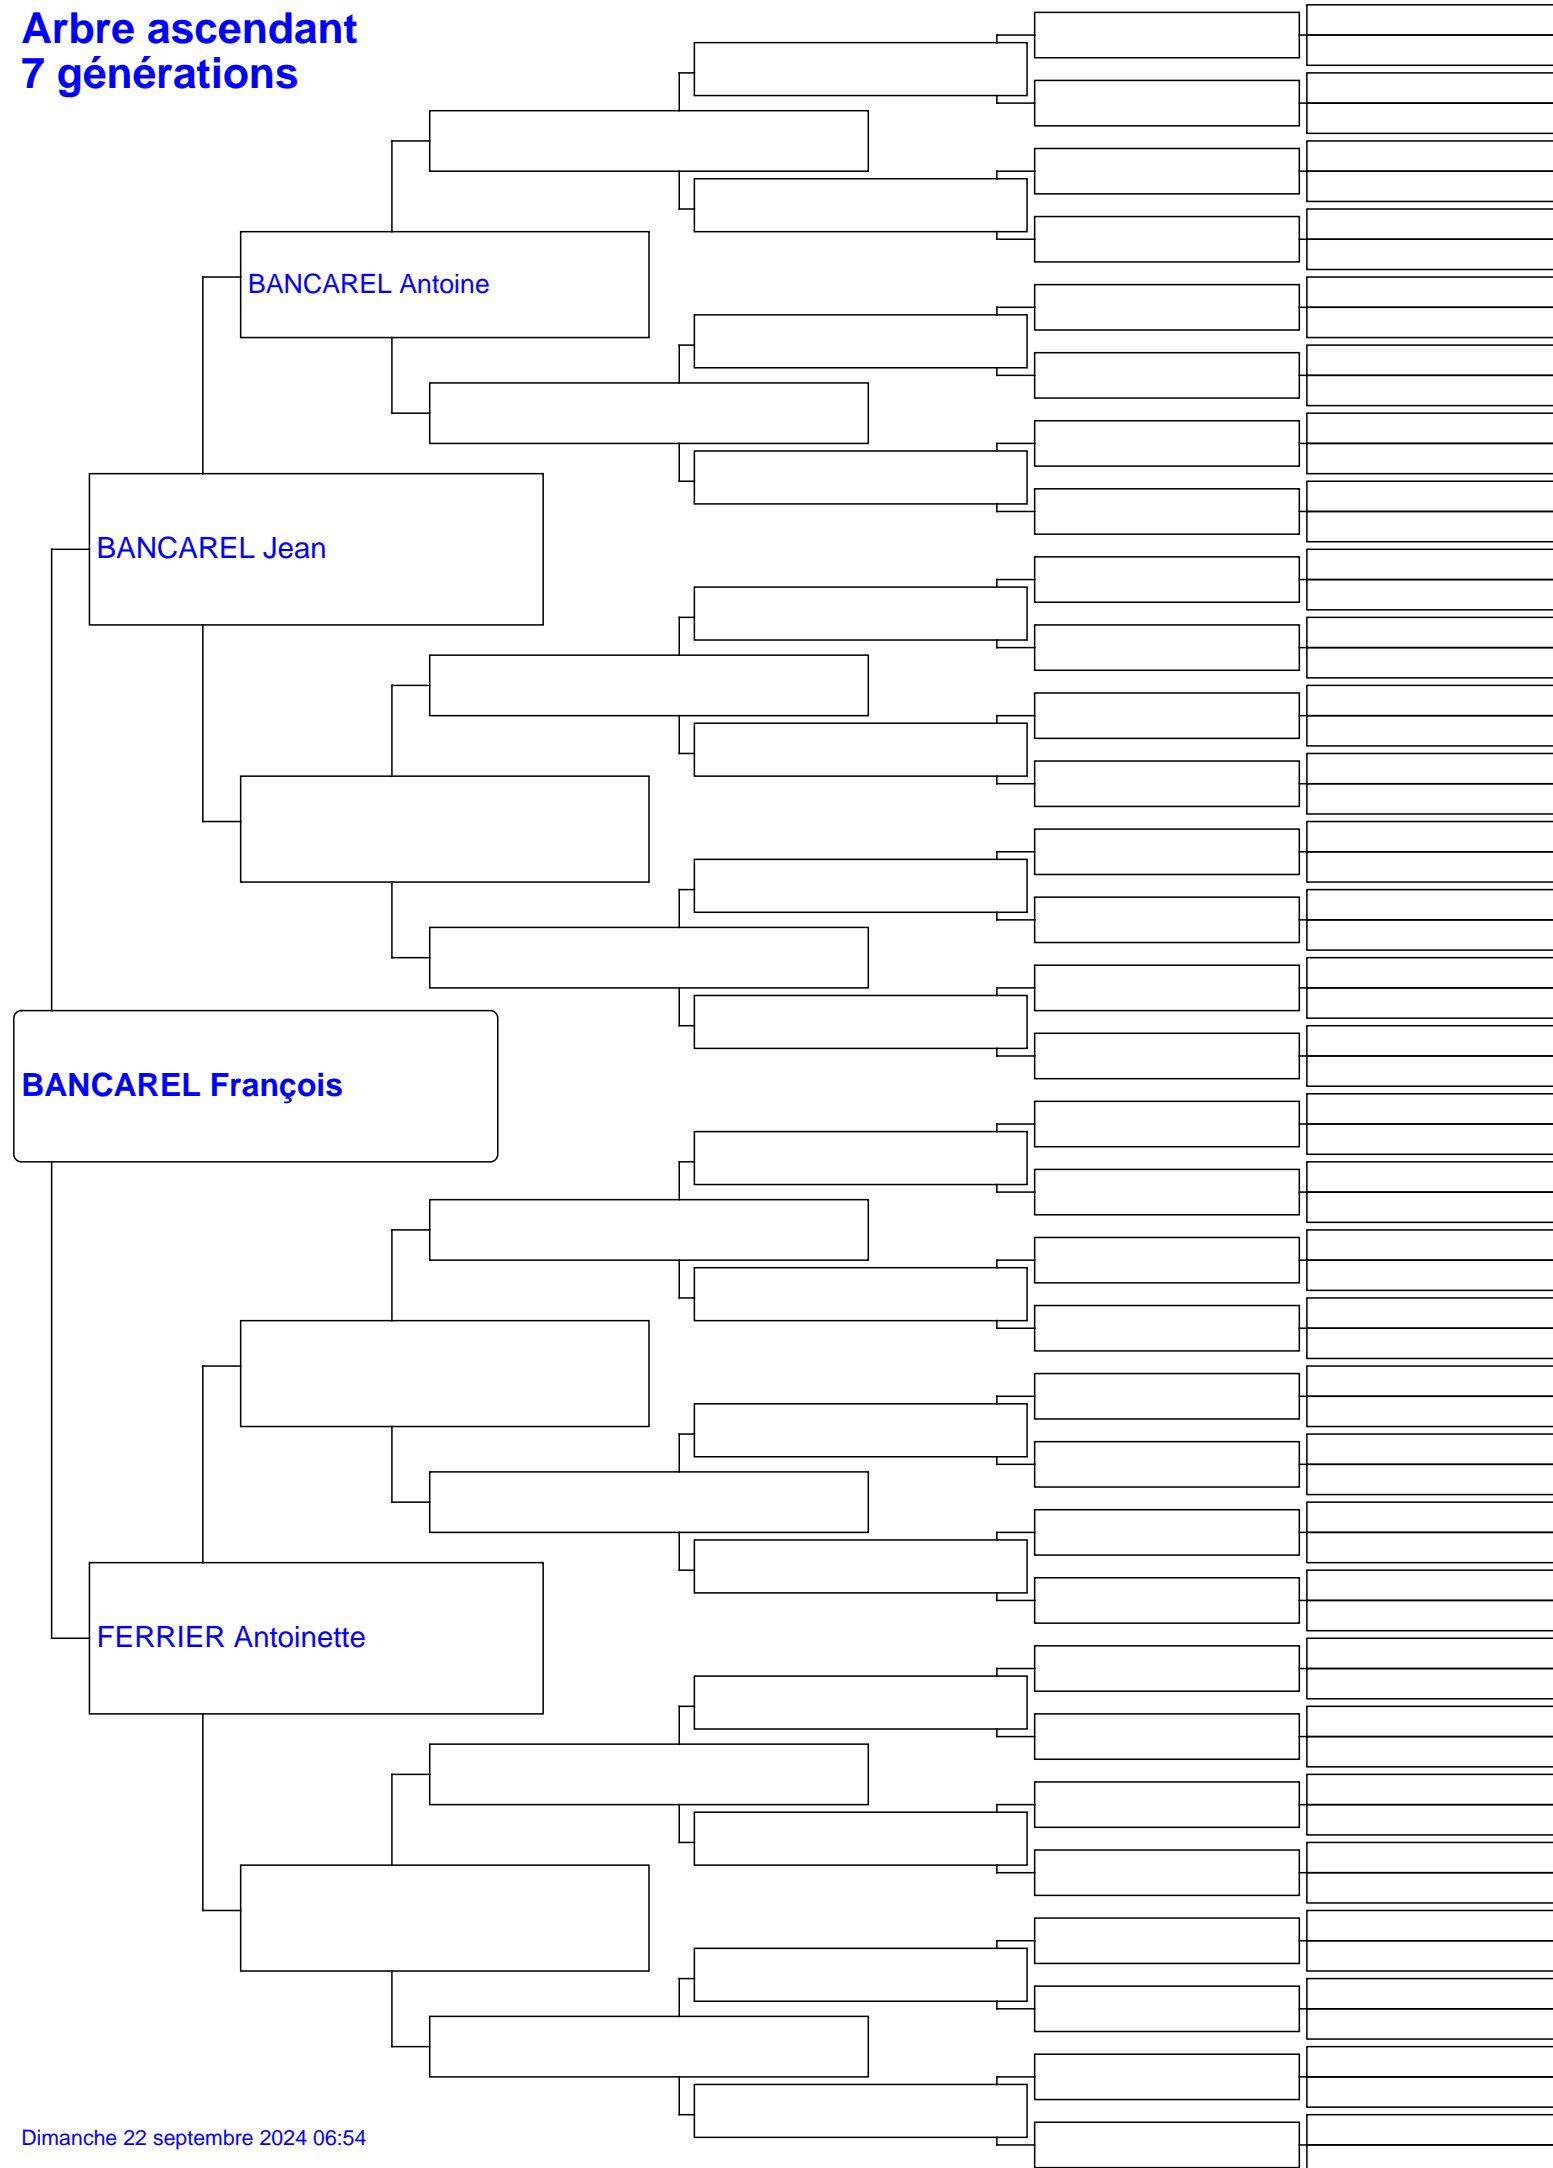 Arbre ascendant
7 générations
BANCAREL Antoine
BANCAREL Jean
BANCAREL François
FERRIER Antoinette
Dimanche 22 septembre 2024 06:54